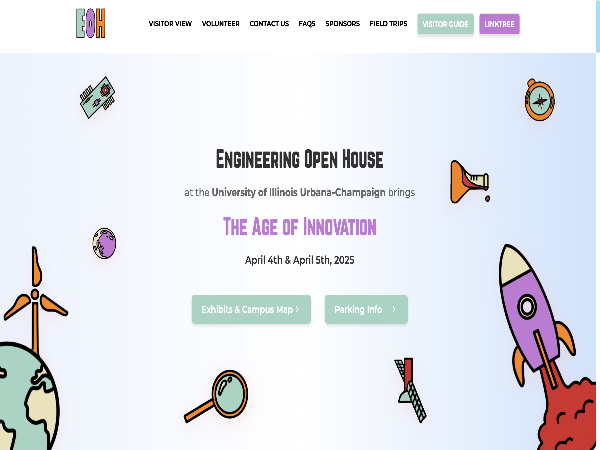 EOH
VISITOR VIEW VOLUNTEER CONTACT US FAQS SPONSORS FIELD TRIPS VISITOR GUIDE LINKTREE
Engineering Open House
at the University of Illinois Urbana-Champaign brings
The Age of Innovation
April 4th & April 5th, 2025
Exhibits & Campus Map > Parking Info >